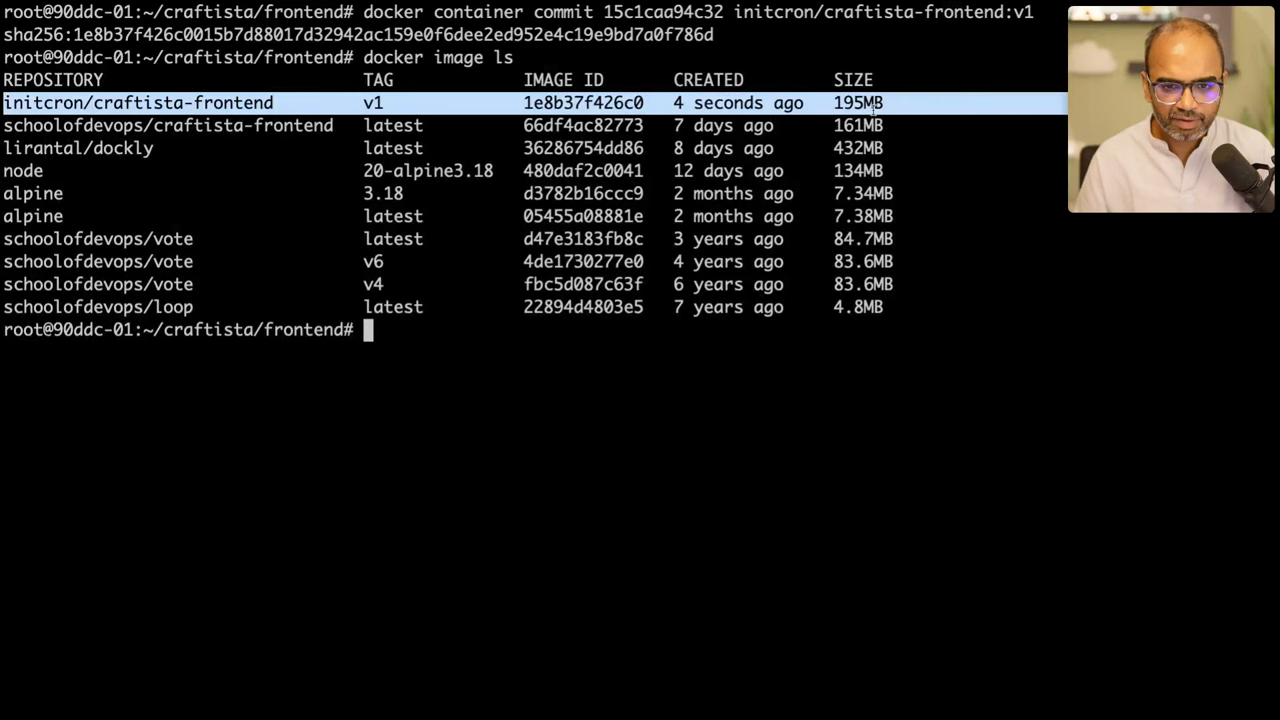 root@90ddc-01:~/craftista/frontend# docker container commit 15c1caa94c32 initcron/craftista-frontend:v1
sha256:1e8b37f426c0015b7d88017d32942ac159e0f6dee2ed952e4c19e9bd7a0f786d
root@90ddc-01:~/craftista/frontend# docker image ls
REPOSITORY TAG IMAGE ID CREATED SIZE
initcron/craftista-frontend v1 1e8b37f426c0 4 seconds ago 195MB
schoolofdevops/craftista-frontend latest 66df4ac82773 7 days ago 161MB
lirantal/dockly latest 36286754dd86 8 days ago 432MB
node 20-alpine3.18 480daf2c0041 12 days ago 134MB
alpine 3.18 d3782b16ccc9 2 months ago 7.34MB
alpine latest 05455a08881e 2 months ago 7.38MB
schoolofdevops/vote latest d47e3183fb8c 3 years ago 84.7MB
schoolofdevops/vote v6 4de1730277e0 4 years ago 83.6MB
schoolofdevops/vote v4 fbc5d087c63f 6 years ago 83.6MB
schoolofdevops/loop latest 22894d4803e5 7 years ago 4.8MB
root@90ddc-01:~/craftista/frontend#